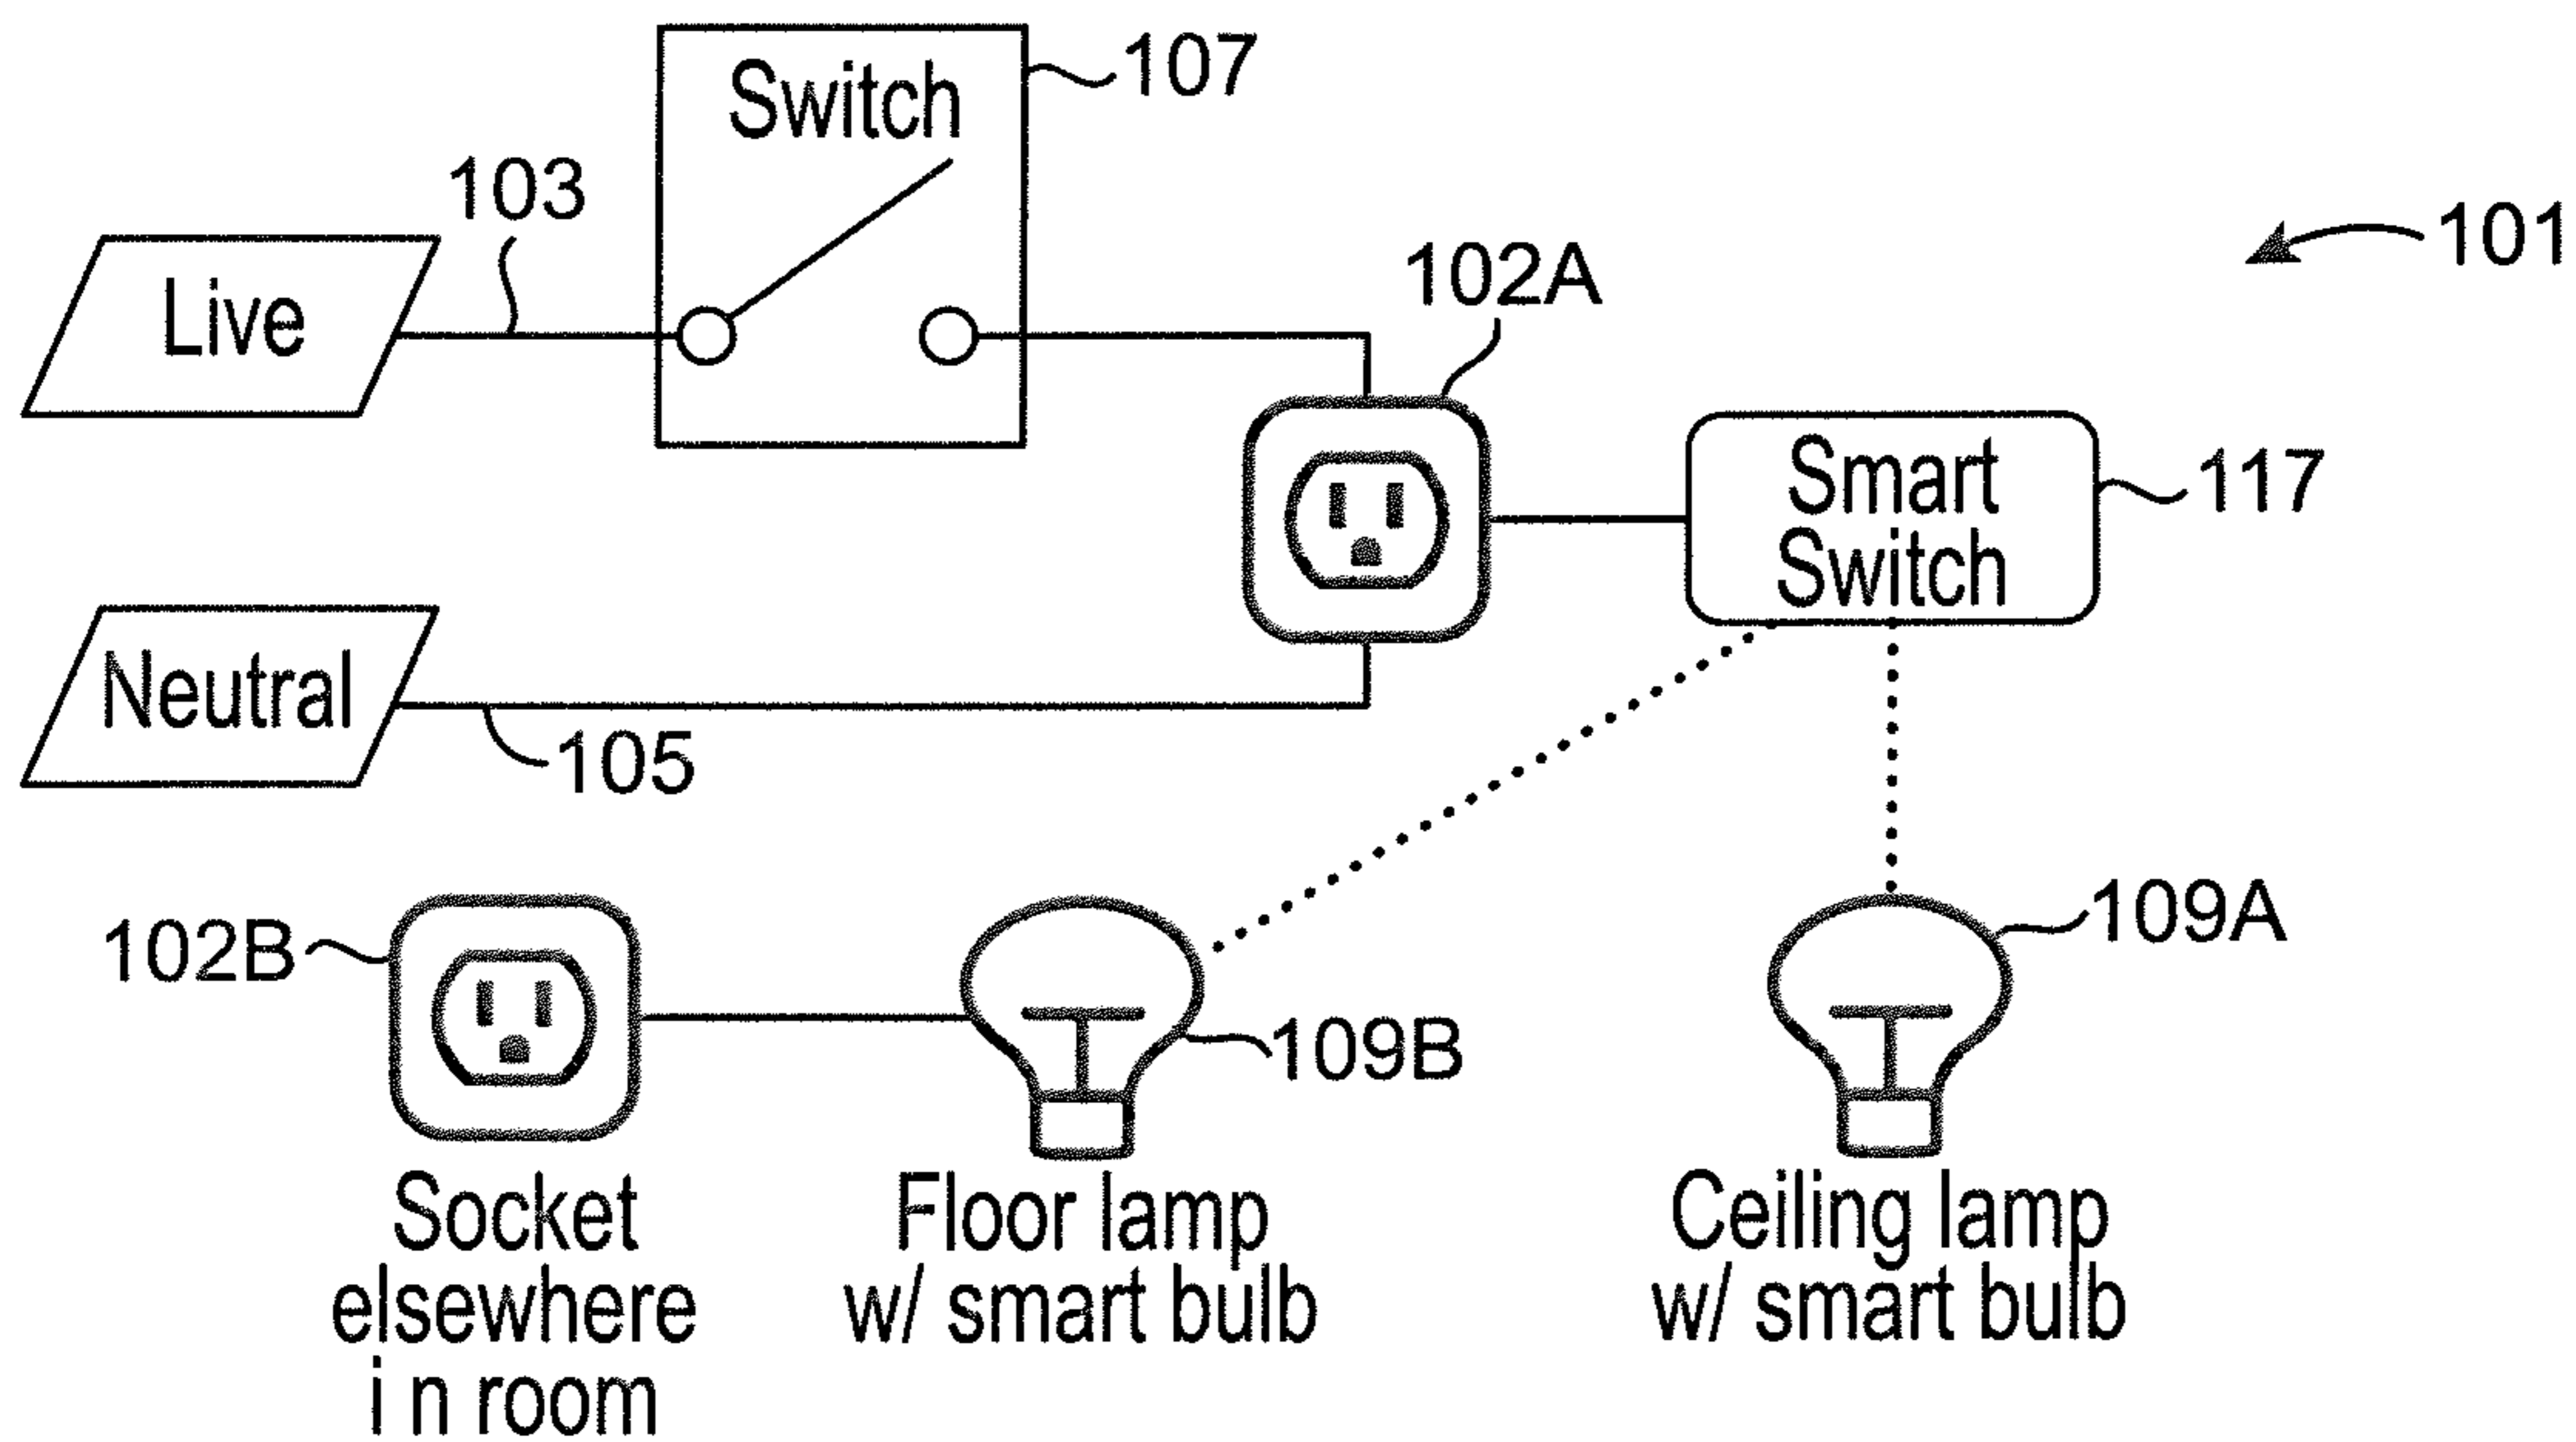 Switch
107
103
Live
101
102A
Smart
Switch
117
Neutral
105
102B
109A
109B
Socket
elsewhere
i n room
Floor lamp
w/ smart bulb
Ceiling lamp
w/ smart bulb